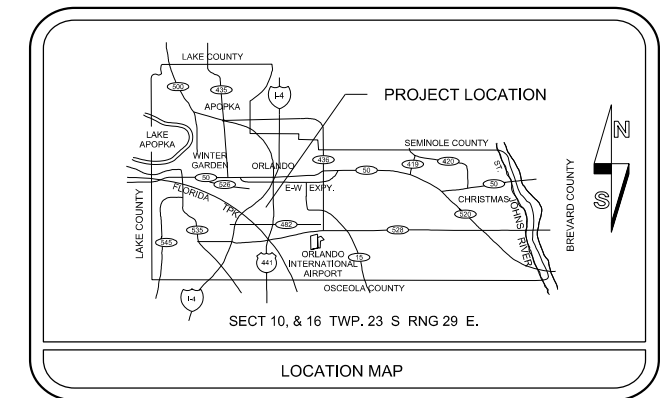 LAKE COUNTY
500
435
I-4
APOPKA
PROJECT LOCATION
N
LAKE
APOPKA
SEMINOLE COUNTY
WINTER
GARDEN
ORLANDO
436
50
419
420
ST.
50
526
E-W EXPY.
50
FLORIDA
TPK
CHRISTMAS
JOHNS RIVER
BREVARD COUNTY
S
LAKE COUNTY
482
520
535
528
545
441
ORLANDO
INTERNATIONAL
AIRPORT
15
OSCEOLA COUNTY
I-4
SECT 10, & 16 TWP. 23 S RNG 29 E.
LOCATION MAP